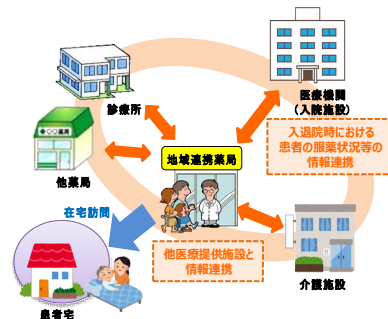 診療所
医療機関
(入院施設)
入退院時における
患者の服薬状況等の
情報連携
地域連携薬局
○○薬局
他薬局
在宅訪問
他医療提供施設と
情報連携
介護施設
患者宅